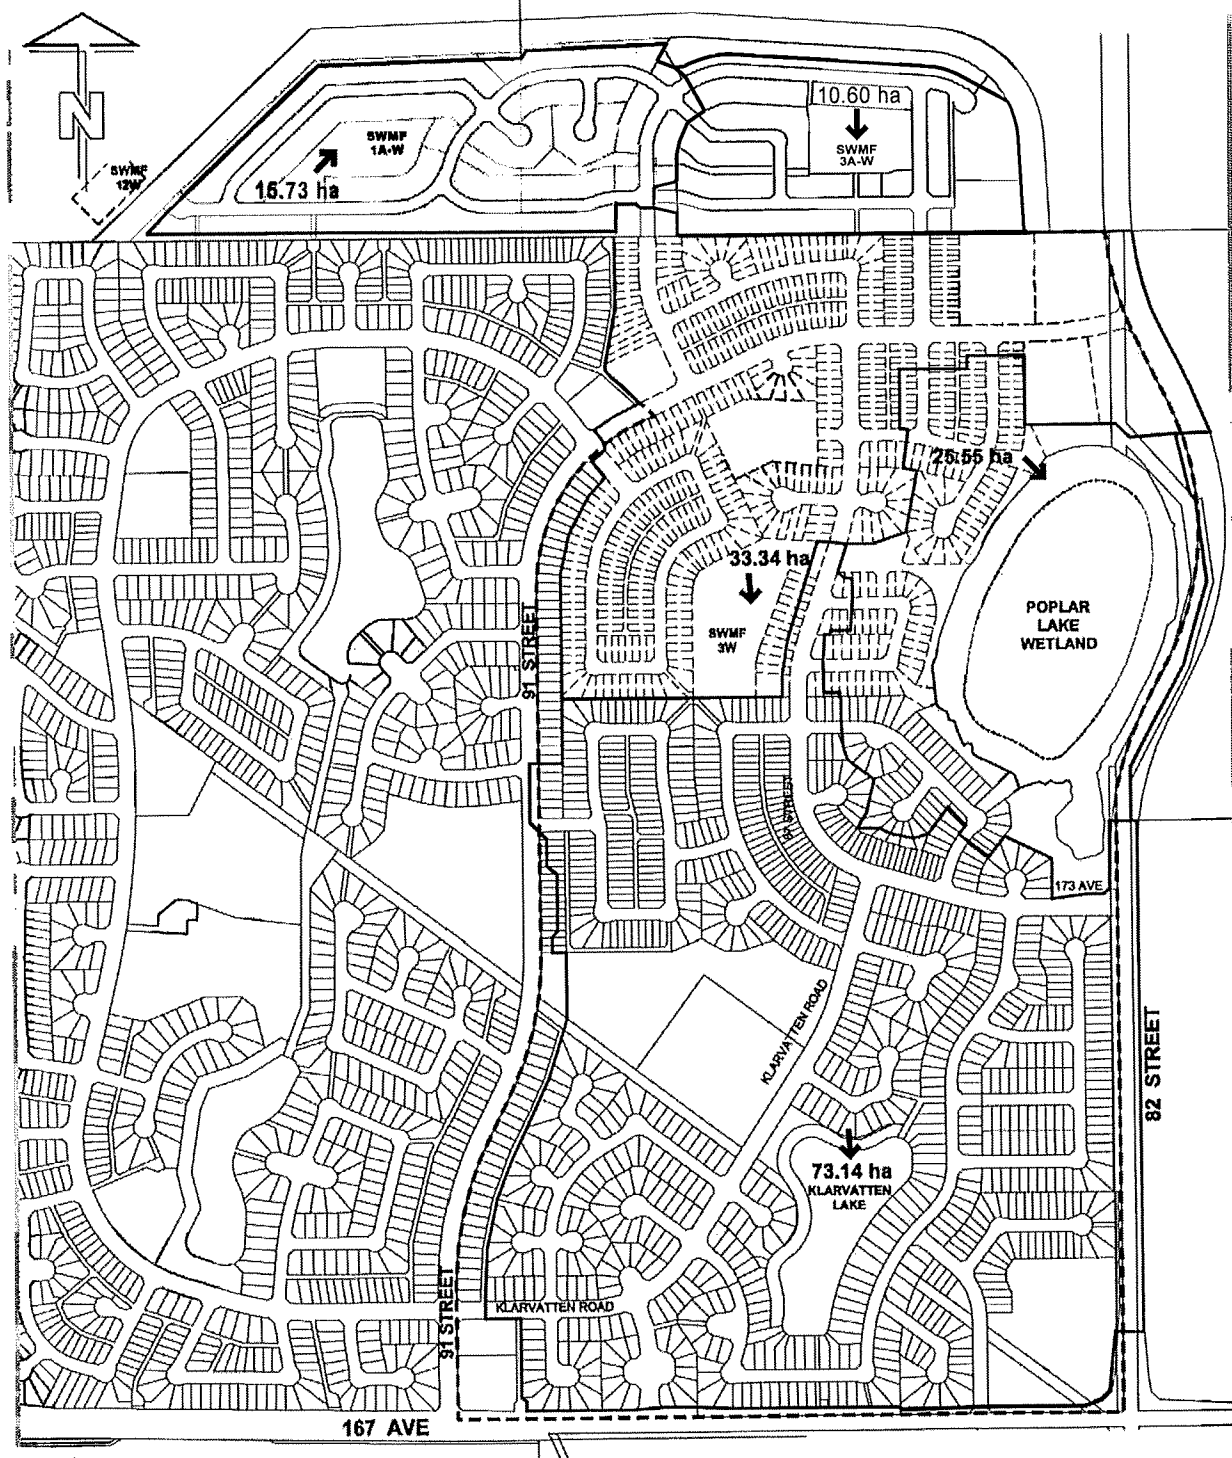 N
10.60 ha
SWMF
3A-W
SWMF
1A-W
SWMF
12W
15.73 ha
25.55 ha
33.34 ha
SWMF
3W
POPLAR
LAKE
WETLAND
91 STREET
82 STREET
173 AVE
KLARVATTEN ROAD
82 STREET
73.14 ha
KLARVATTEN
LAKE
91 STREET
KLARVATTEN ROAD
167 AVE